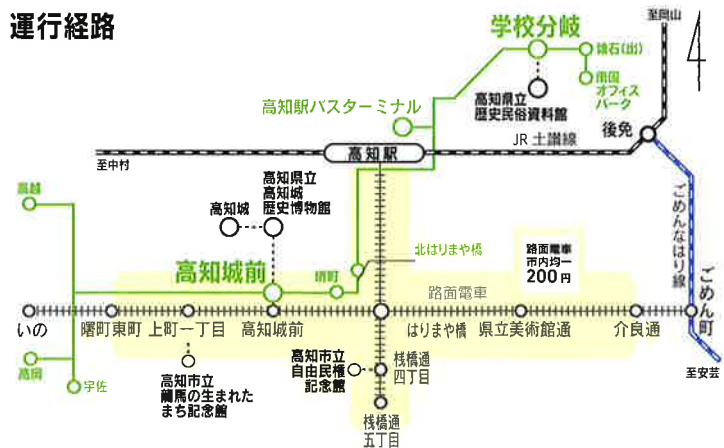 運行経路
至岡山
学校分岐
領石(出)
南国
オフィス
パーク
高知県立
歴史民俗資料館
高知駅バスターミナル
後免
JR 土讃線
高知駅
至中村
高知県立
高知城
歴史博物館
高知城
高越
ごめんなはり線
北はりまや橋
路面電車
市内均一
200円
高知城前
堺町
路面電車
ごめん町
いの
曙町東町
上町一丁目
高知城前
はりまや橋
県立美術館通
介良通
高岡
宇佐
高知市立
龍馬の生まれた
まち記念館
高知市立
自由民権
記念館
桟橋通
四丁目
桟橋通
五丁目
至安芸